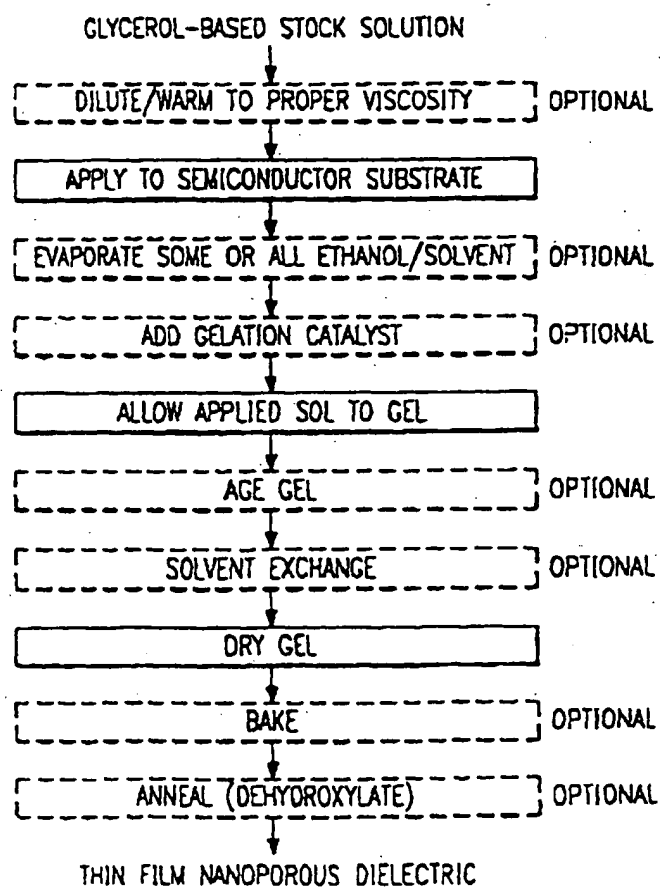 GLYCEROL-BASED STOCK SOLUTION
DILUTE/WARM TO PROPER VISCOSITY OPTIONAL
APPLY TO SEMICONDUCTOR SUBSTRATE
EVAPORATE SOME OR ALL ETHANOL/SOLVENT OPTIONAL
ADD GELATION CATALYST OPTIONAL
ALLOW APPLIED SOL TO GEL
AGE GEL OPTIONAL
SOLVENT EXCHANGE OPTIONAL
DRY GEL
BAKE OPTIONAL
ANNEAL (DEHYDROXYLATE) OPTIONAL
THIN FILM NANOPOROUS DIELECTRIC